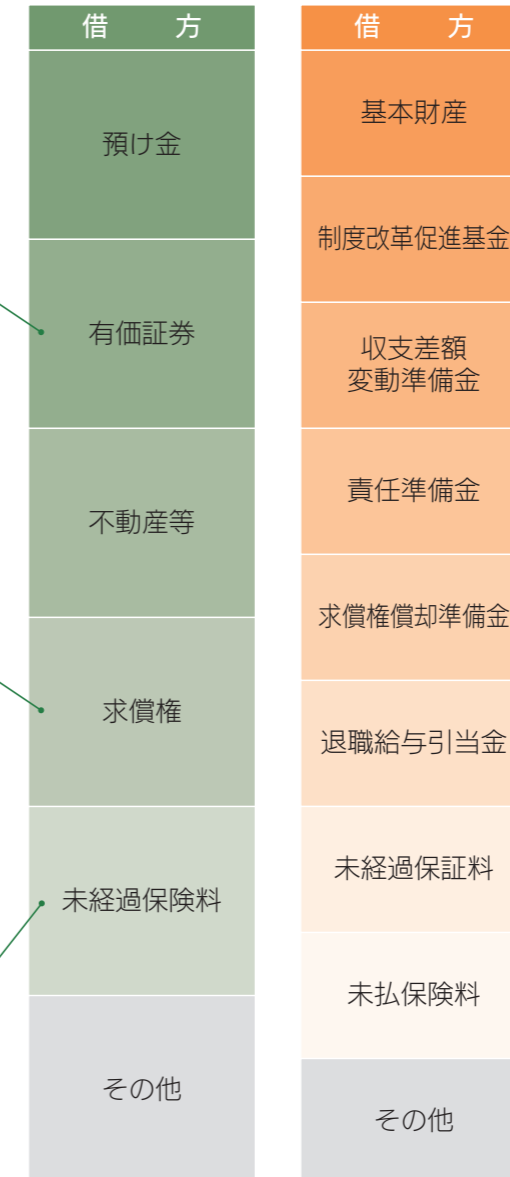 借　方
預け金
有価証券
不動産等
求償権
未経過保険料
その他
借　方
基本財産
制度改革促進基金
収支差額
変動準備金
責任準備金
求償権償却準備金
退職給与引当金
未経過保証料
未払保険料
その他